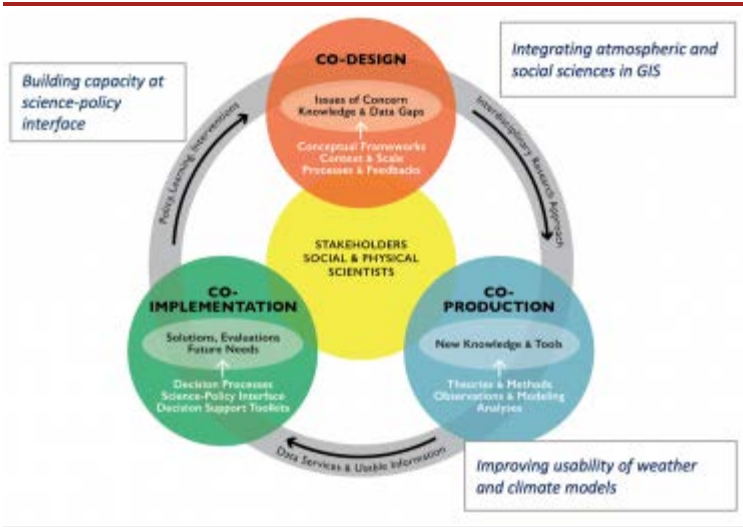 CO-DESIGN
Issues of Concern
Knowledge & Data Gaps
Conceptual Frameworks
Context & Scale
Processes & Feedbacks
Integrating atmospheric and
social sciences in GIS
Building capacity at
science-policy
interface
Policy Learning, Interventions
Interdisciplinary Research Approach
STAKEHOLDERS
SOCIAL & PHYSICAL
SCIENTISTS
CO-
IMPLEMENTATION
Solutions, Evaluations
Future Needs
Decision Processes
Science-Policy Interface
Decision Support Toolkits
CO-
PRODUCTION
New Knowledge & Tools
Theories & Methods
Observations & Modeling
Analyses
Data Services & Usable Information
Improving usability of weather
and climate models